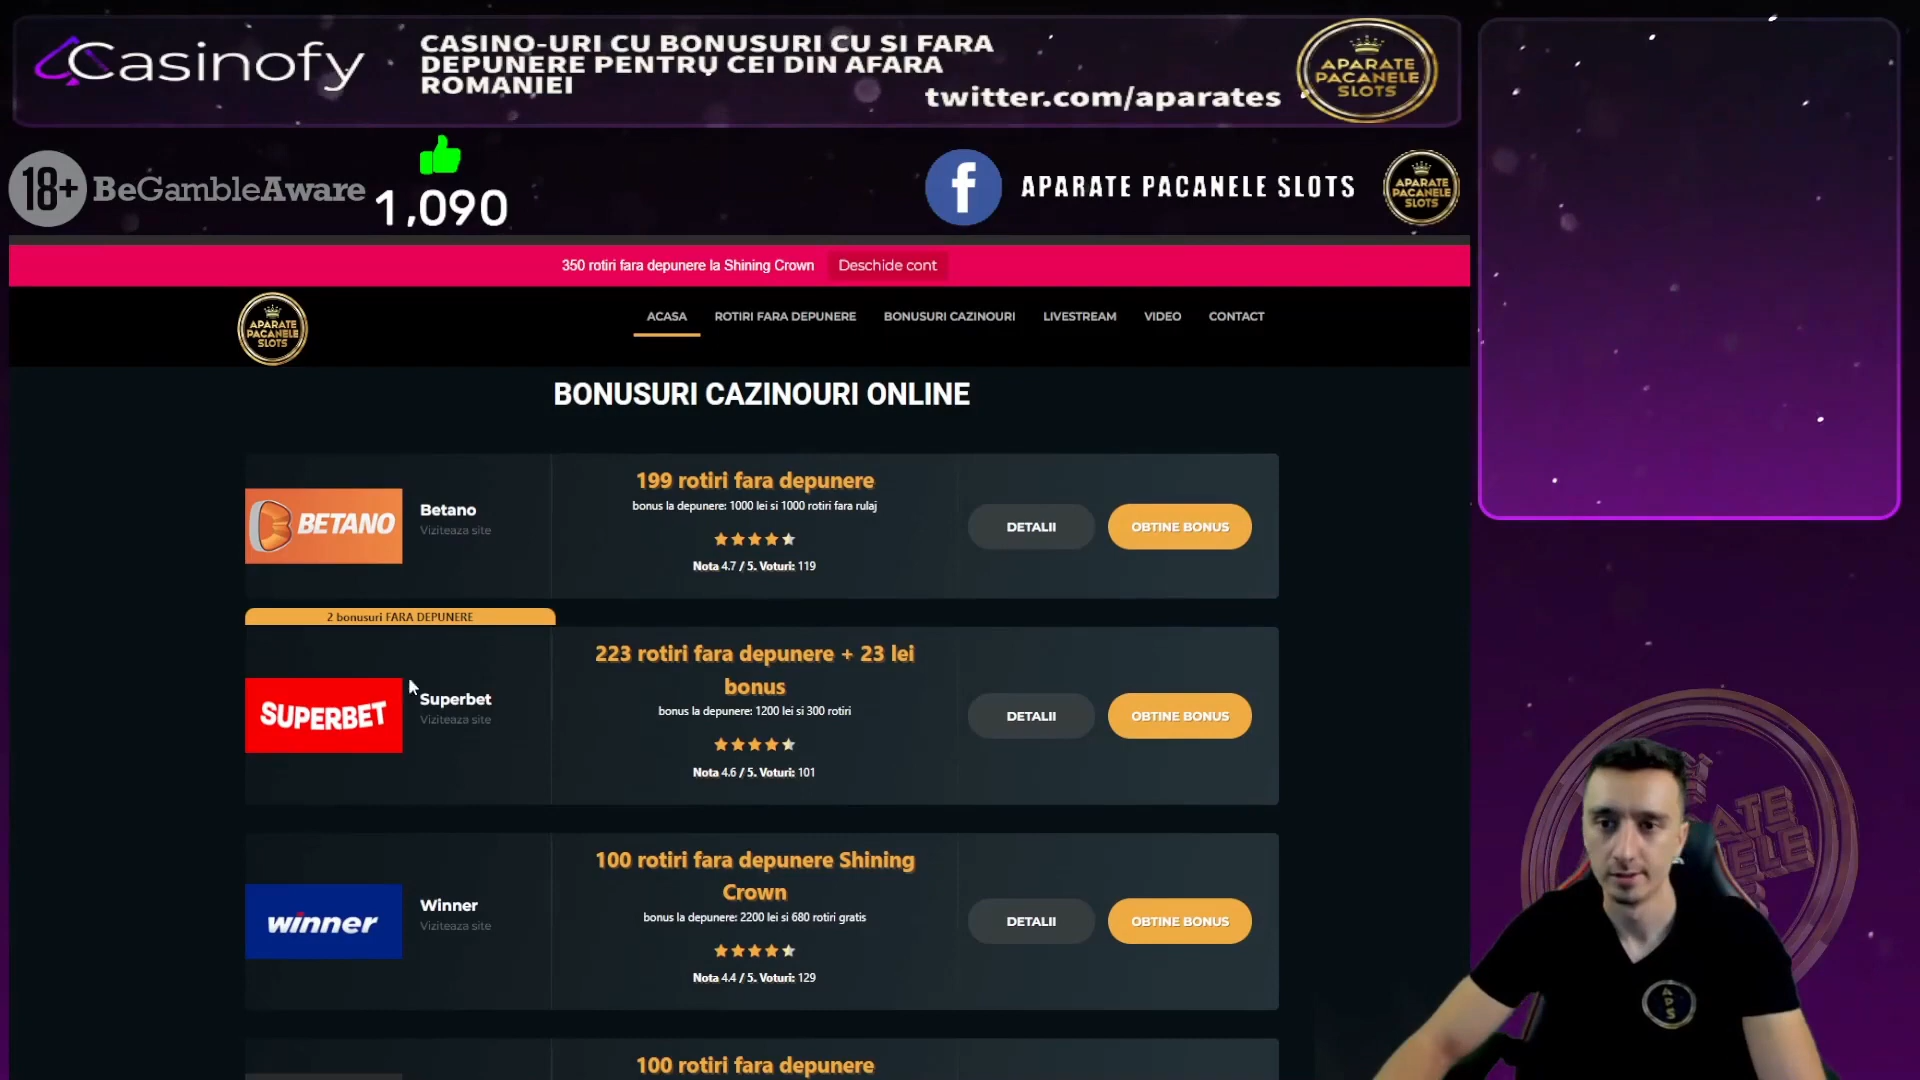 Casinofy
CASINO-URI CU BONUSURI CU SI FARA
DEPUNERE PENTRU CEI DIN AFARA
ROMANIEI
twitter.com/aparates
APARATE
PACANELE
SLOTS
18+ BeGambleAware
1,090
f
APARATE PACANELE SLOTS
APARATE
PACANELE
SLOTS
350 rotiri fara depunere la Shining Crown
Deschide cont
APARATE
PACANELE
SLOTS
ACASA
ROTIRI FARA DEPUNERE
BONUSURI CAZINOURI
LIVESTREAM
VIDEO
CONTACT
BONUSURI CAZINOURI ONLINE
BETANO
Betano
Viziteaza site
199 rotiri fara depunere
bonus la depunere: 1000 lei si 1000 rotiri fara rulaj
Nota 4.7 / 5. Voturi: 119
DETALII
OBTINE BONUS
2 bonusuri FARA DEPUNERE
SUPERBET
Superbet
Viziteaza site
223 rotiri fara depunere + 23 lei
bonus
bonus la depunere: 1200 lei si 300 rotiri
Nota 4.6 / 5. Voturi: 101
DETALII
OBTINE BONUS
winner
Winner
Viziteaza site
100 rotiri fara depunere Shining
Crown
bonus la depunere: 2200 lei si 680 rotiri gratis
Nota 4.4 / 5. Voturi: 129
DETALII
OBTINE BONUS
100 rotiri fara depunere
APS